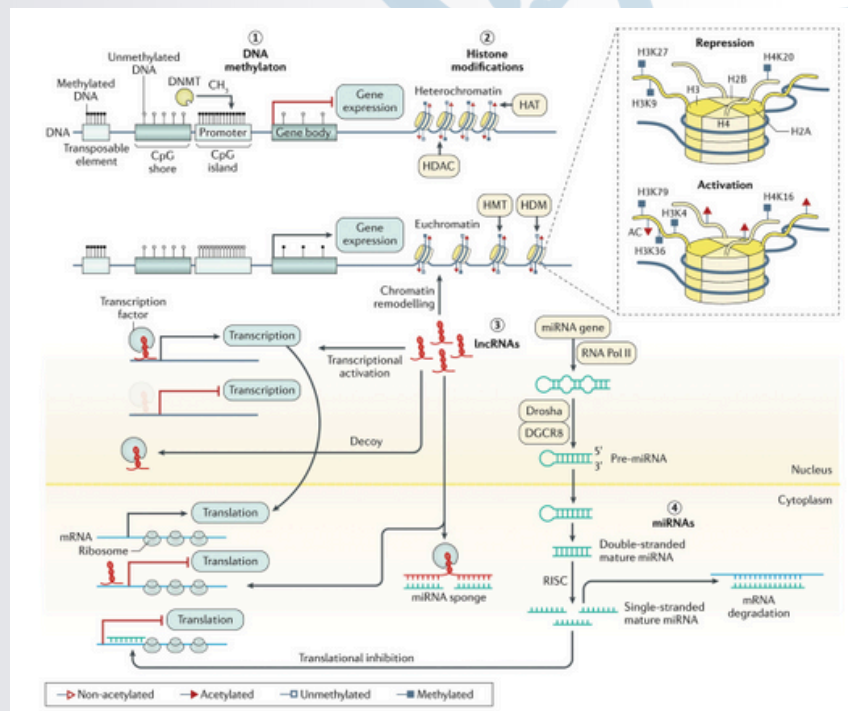 ①
DNA
methylaton
②
Histone
modifications
Unmethylated
DNA
DNMT
CH3
Methylated
DNA
Gene
expression
Heterochromatin
HAT
DNA
Promoter
Gene body
Transposable
element
CpG
shore
CpG
island
HDAC
Repression
H3K27
H4K20
H2B
H3
H3K9
H4
H2A
Activation
H3K79
H4K16
H3K4
AC
H3K36
HMT
HDM
Gene
expression
Euchromatin
Chromatin
remodelling
Transcription
factor
Transcription
③
lncRNAs
Transcriptional
activation
Transcription
Decoy
miRNA gene
RNA Pol II
Drosha
DGCR8
5'
3'
Pre-miRNA
Nucleus
Cytoplasm
Translation
mRNA
Ribosome
Translation
miRNA sponge
④
miRNAs
Double-stranded
mature miRNA
RISC
Single-stranded
mature miRNA
mRNA
degradation
Translation
Translational inhibition
Non-acetylated
Acetylated
Unmethylated
Methylated